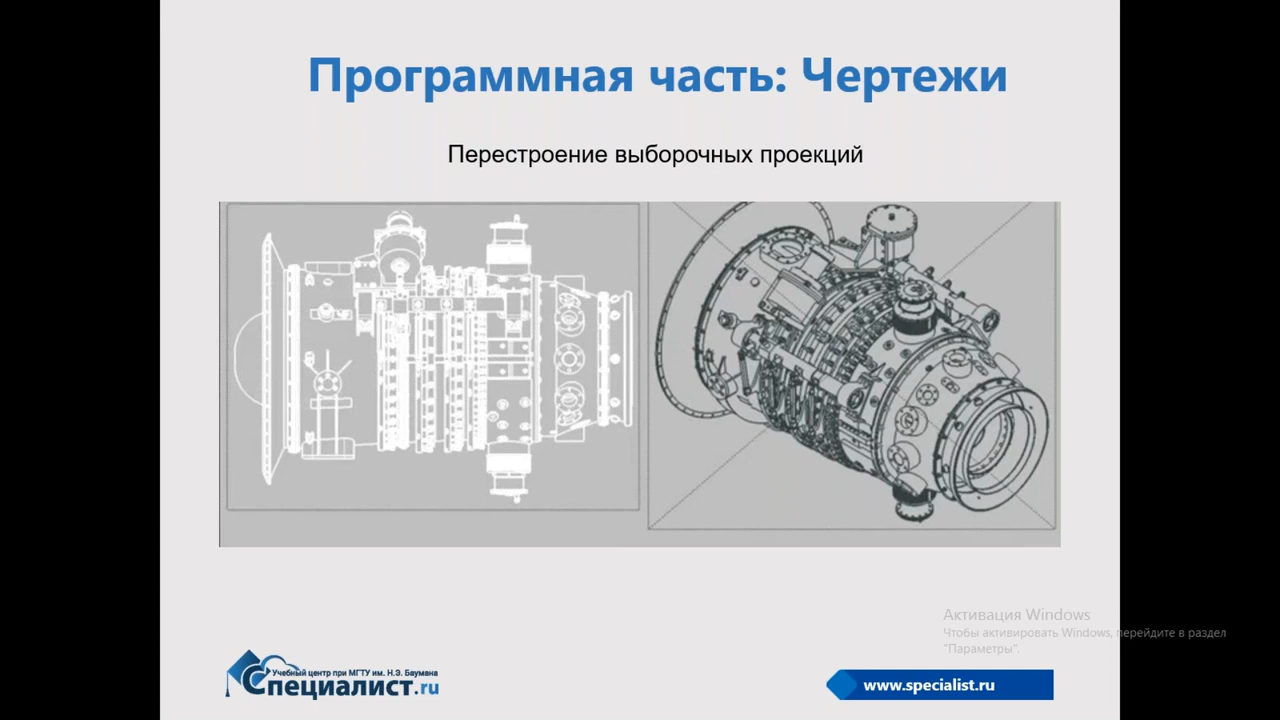 Программная часть: Чертежи
Перестроение выборочных проекций
Активация Windows
Чтобы активировать Windows, перейдите в раздел
"Параметры".
Учебный центр при МГТУ им. Н.Э. Баумана
Специалист.ru
www.specialist.ru